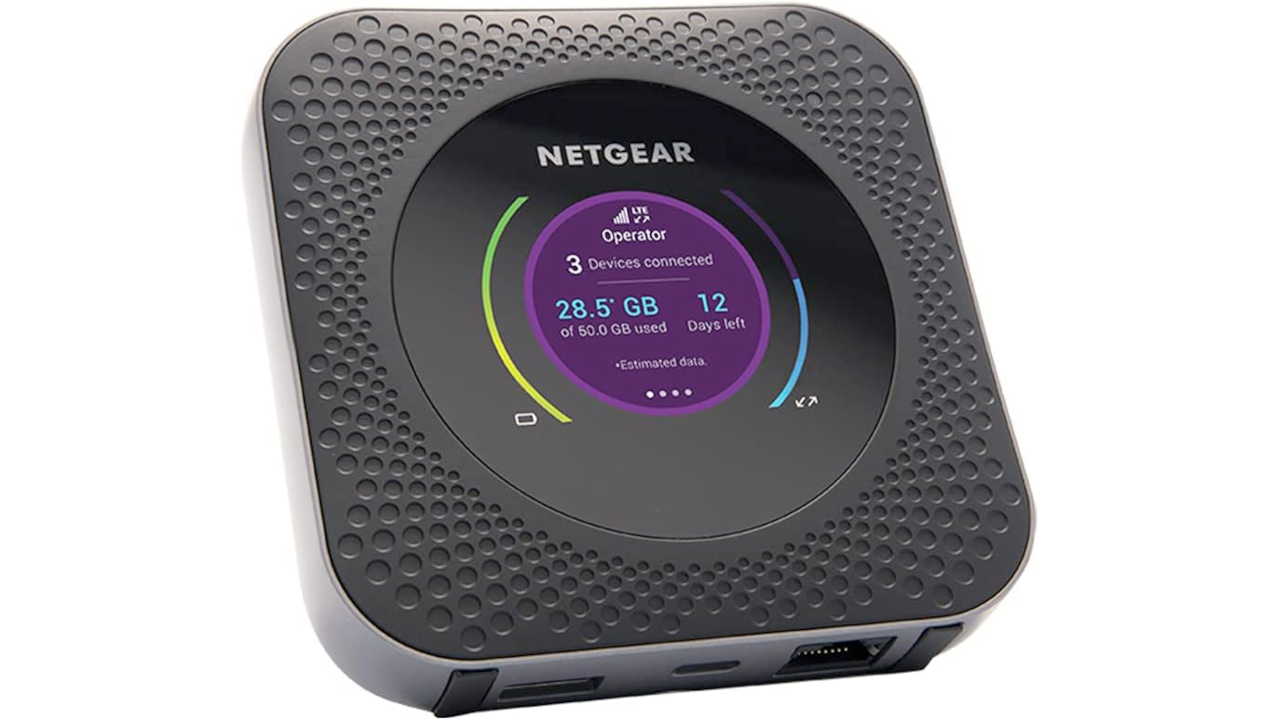 NETGEAR
LTE
Operator
3 Devices connected
28.5* GB 12
of 50.0 GB used Days left
*Estimated data.